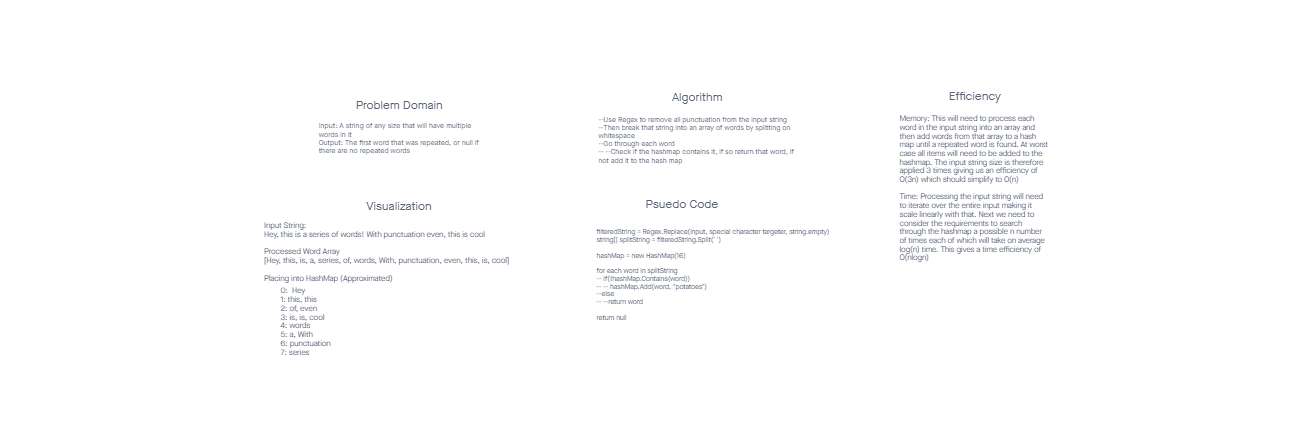 Problem Domain
Input: A string of any size that will have multiple
words in it
Output: The first word that was repeated, or null if
there are no repeated words
Visualization
Input String:
Hey, this is a series of words! With punctuation even, this is cool
Processed Word Array
[Hey, this, is, a, series, of, words, With, punctuation, even, this, is, cool]
Placing into HashMap (Approximated)
0: Hey
1: this, this
2: of, even
3: is, is, cool
4: words
5: a, With
6: punctuation
7: series
Algorithm
--Use Regex to remove all punctuation from the input string
--Then break that string into an array of words by splitting on
whitespace
--Go through each word
-- --Check if the hashmap contains it, if so return that word, if
not add it to the hash map
Psuedo Code
filteredString = Regex.Replace(input, special character targeter, string.empty)
string[] splitString = filteredString.Split(' ')
hashMap = new HashMap(16)
for each word in splitString
-- if(!hashMap.Contains(word))
-- -- hashMap.Add(word, "potatoes")
--else
-- --return word
return null
Efficiency
Memory: This will need to process each
word in the input string into an array and
then add words from that array to a hash
map until a repeated word is found. At worst
case all items will need to be added to the
hashmap. The input string size is therefore
applied 3 times giving us an efficiency of
O(3n) which should simplify to O(n)
Time: Processing the input string will need
to iterate over the entire input making it
scale linearly with that. Next we need to
consider the requirements to search
through the hashmap a possible n number
of times each of which will take on average
log(n) time. This gives a time efficiency of
O(nlogn)